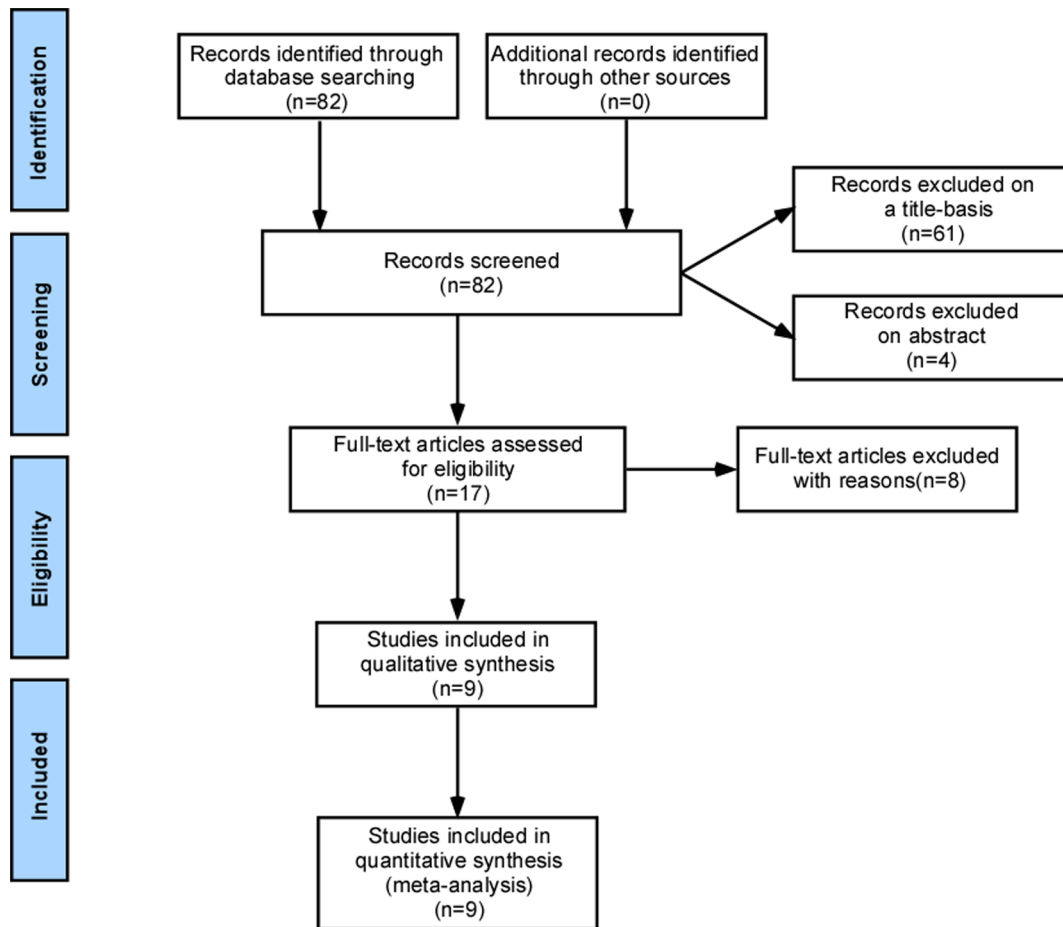 Identification
Records identified through
database searching
(n=82)
Additional records identified
through other sources
(n=0)
Records excluded on
a title-basis
(n=61)
Screening
Records screened
(n=82)
Records excluded
on abstract
(n=4)
Eligibility
Full-text articles assessed
for eligibility
(n=17)
Full-text articles excluded
with reasons(n=8)
Studies included in
qualitative synthesis
(n=9)
Included
Studies included in
quantitative synthesis
(meta-analysis)
(n=9)